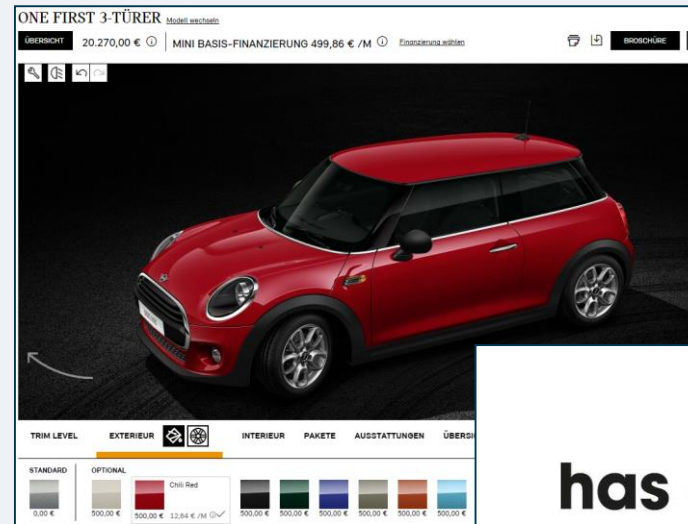 ONE FIRST 3-TÜRER Modell wechseln
ÜBERSICHT 20.270,00 € MINI BASIS-FINANZIERUNG 499,86 € /M Finanzierung wählen BROSCHÜRE
TRIM LEVEL EXTERIEUR INTERIEUR PAKETE AUSSTATTUNGEN ÜBERSI
STANDARD OPTIONAL
Chili Red
0,00 € 500,00 € 500,00 € 12,64 € /M 500,00 € 500,00 € 500,00 € 500,00 € 500,00 € 500,00 €
has